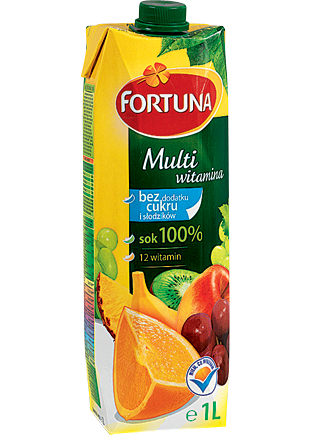 FORTUNA
Multi
witamina
bez dodatku
cukru
i słodzików
sok 100%
12 witamin
e 1L